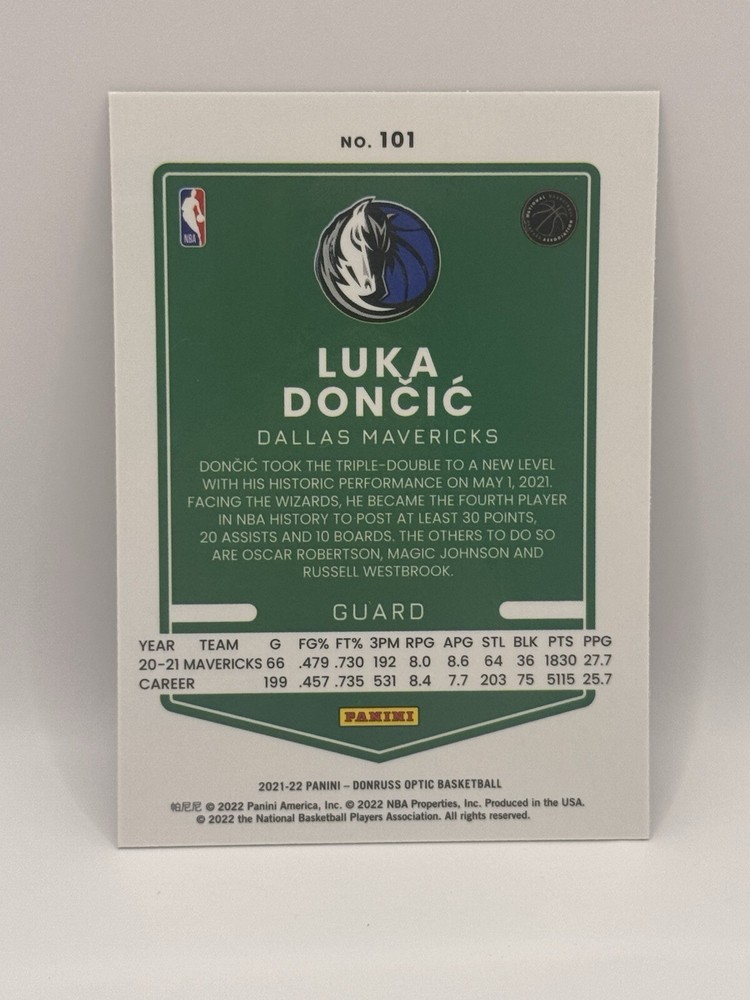 NO. 101
NBA
LUKA
DONČIĆ
DALLAS MAVERICKS
DONČIĆ TOOK THE TRIPLE-DOUBLE TO A NEW LEVEL
WITH HIS HISTORIC PERFORMANCE ON MAY 1, 2021.
FACING THE WIZARDS, HE BECAME THE FOURTH PLAYER
IN NBA HISTORY TO POST AT LEAST 30 POINTS,
20 ASSISTS AND 10 BOARDS. THE OTHERS TO DO SO
ARE OSCAR ROBERTSON, MAGIC JOHNSON AND
RUSSELL WESTBROOK.
GUARD
YEAR TEAM G FG% FT% 3PM RPG APG STL BLK PTS PPG
20-21 MAVERICKS 66 .479 .730 192 8.0 8.6 64 36 1830 27.7
CAREER 199 .457 .735 531 8.4 7.7 203 75 5115 25.7
PANINI
2021-22 PANINI – DONRUSS OPTIC BASKETBALL
帕尼尼 © 2022 Panini America, Inc. © 2022 NBA Properties, Inc. Produced in the USA.
© 2022 the National Basketball Players Association. All rights reserved.